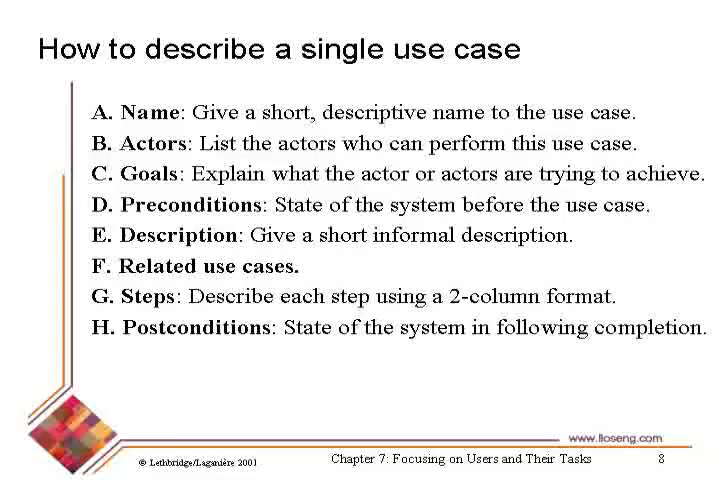 How to describe a single use case
A. Name: Give a short, descriptive name to the use case.
B. Actors: List the actors who can perform this use case.
C. Goals: Explain what the actor or actors are trying to achieve.
D. Preconditions: State of the system before the use case.
E. Description: Give a short informal description.
F. Related use cases.
G. Steps: Describe each step using a 2-column format.
H. Postconditions: State of the system in following completion.
www.lloseng.com
© Lethbridge/Laganière 2001
Chapter 7: Focusing on Users and Their Tasks
8